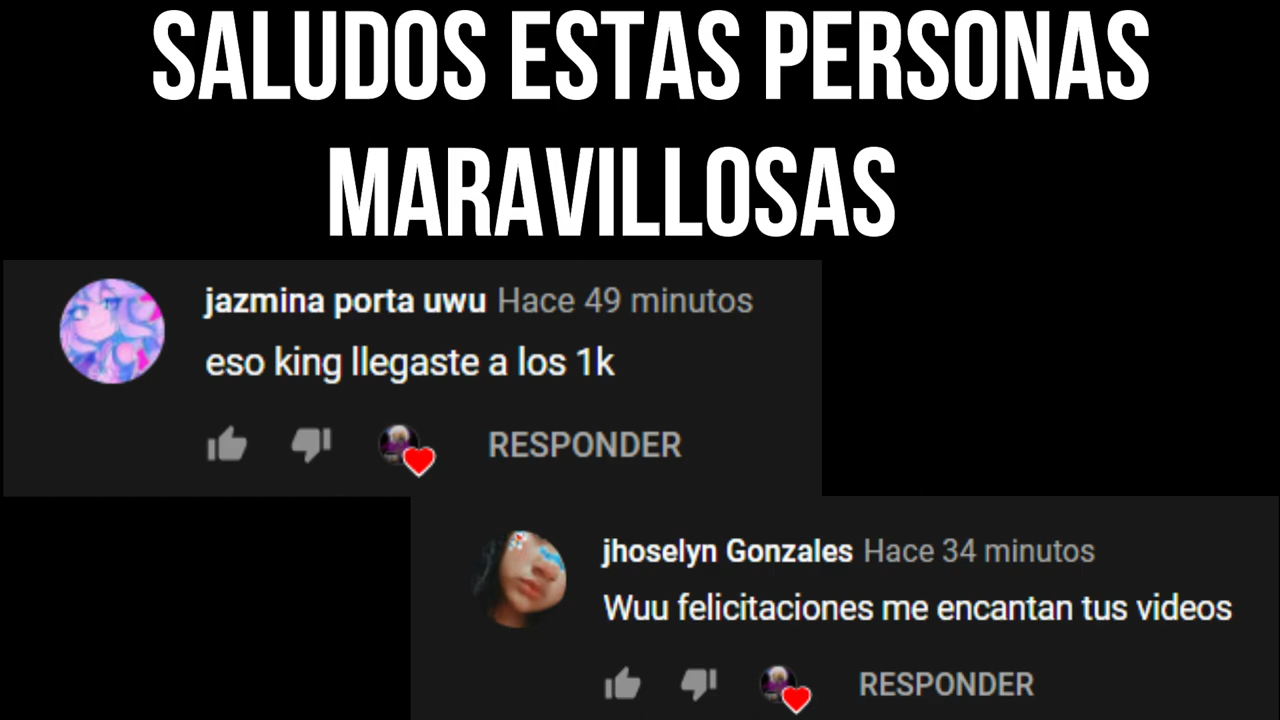 SALUDOS ESTAS PERSONAS
MARAVILLOSAS
jazmina porta uwu Hace 49 minutos
eso king llegaste a los 1k
RESPONDER
jhoselyn Gonzales Hace 34 minutos
Wuu felicitaciones me encantan tus videos
RESPONDER